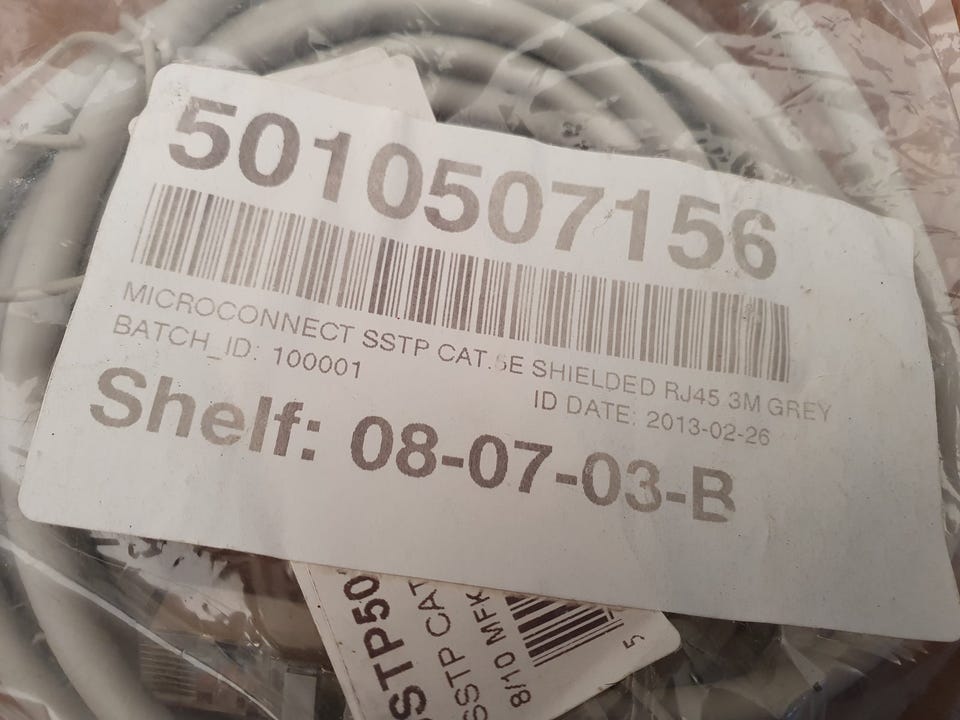 5010507156
MICROCONNECT SSTP CAT.5E SHIELDED RJ45 3M GREY
BATCH_ID: 100001
ID DATE: 2013-02-26
Shelf: 08-07-03-B
SSTP50
SSTP CAT
8/10 MFK
5